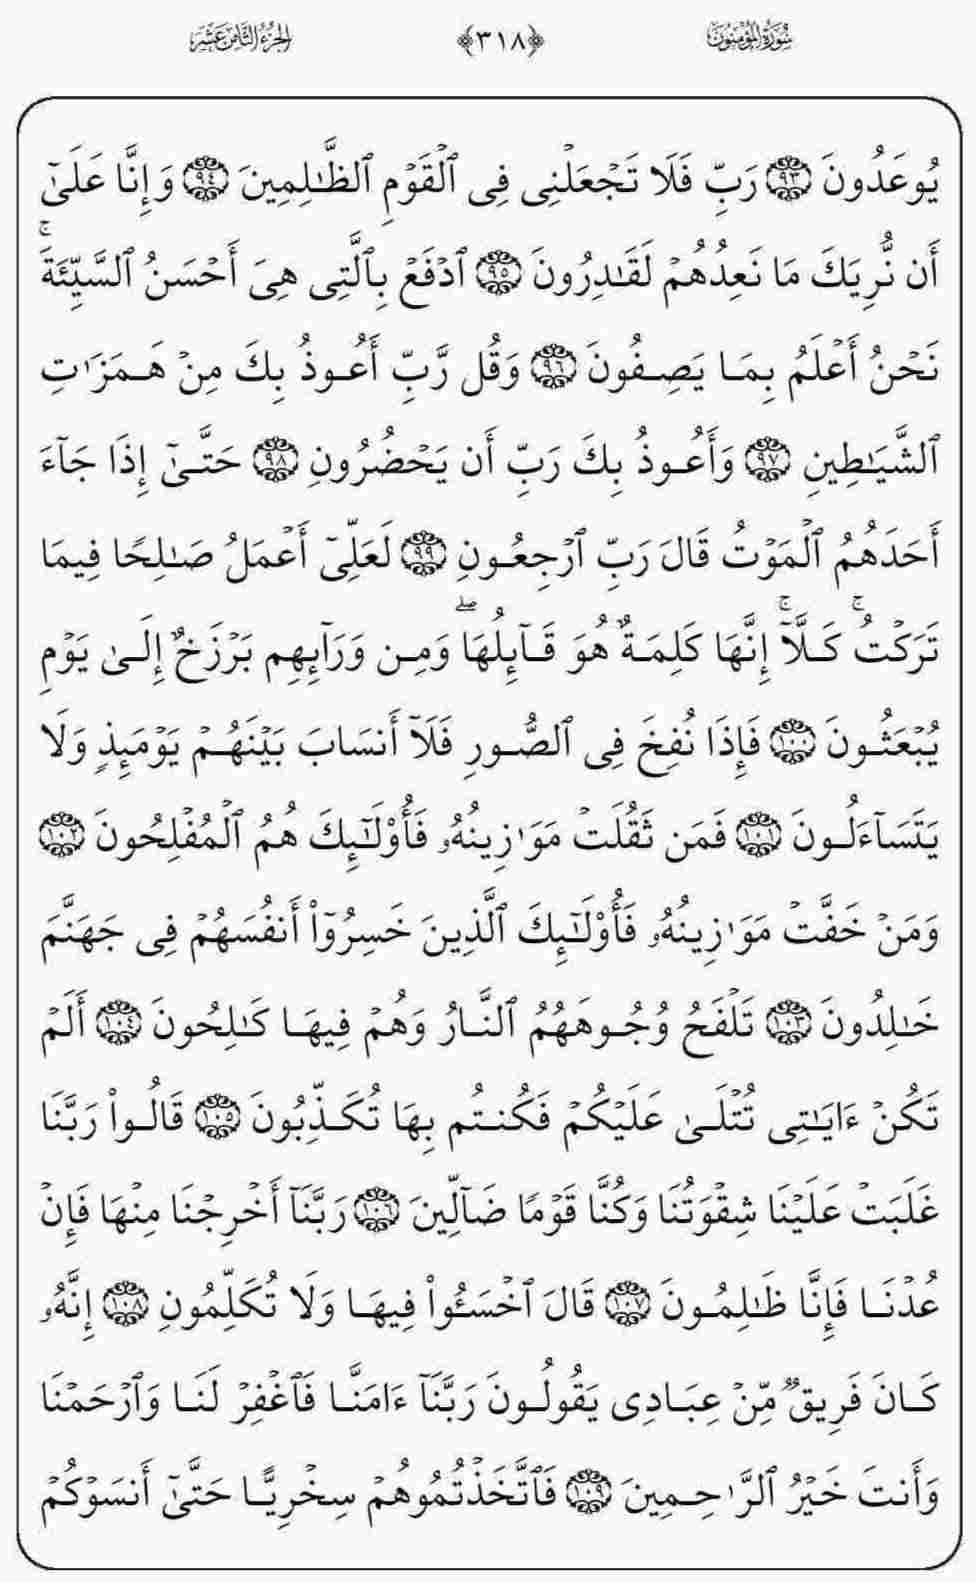 سُورَةُ المُؤْمِنُونَ ﴿٣١٨﴾ الجُزْءُ الثَّامِنَ عَشَرَ
يُوعَدُونَ ٩٣ رَبِّ فَلَا تَجۡعَلۡنِي فِي ٱلۡقَوۡمِ ٱلظَّٰلِمِينَ ٩٤ وَإِنَّا عَلَىٰٓ
أَن نُّرِيَكَ مَا نَعِدُهُمۡ لَقَٰدِرُونَ ٩٥ ٱدۡفَعۡ بِٱلَّتِي هِيَ أَحۡسَنُ ٱلسَّيِّئَةَۚ
نَحۡنُ أَعۡلَمُ بِمَا يَصِفُونَ ٩٦ وَقُل رَّبِّ أَعُوذُ بِكَ مِنۡ هَمَزَٰتِ
ٱلشَّيَٰطِينِ ٩٧ وَأَعُوذُ بِكَ رَبِّ أَن يَحۡضُرُونِ ٩٨ حَتَّىٰٓ إِذَا جَآءَ
أَحَدَهُمُ ٱلۡمَوۡتُ قَالَ رَبِّ ٱرۡجِعُونِ ٩٩ لَعَلِّيٓ أَعۡمَلُ صَٰلِحٗا فِيمَا
تَرَكۡتُۚ كَلَّآۚ إِنَّهَا كَلِمَةٌ هُوَ قَآئِلُهَاۖ وَمِن وَرَآئِهِم بَرۡزَخٌ إِلَىٰ يَوۡمِ
يُبۡعَثُونَ ١٠٠ فَإِذَا نُفِخَ فِي ٱلصُّورِ فَلَآ أَنسَابَ بَيۡنَهُمۡ يَوۡمَئِذٖ وَلَا
يَتَسَآءَلُونَ ١٠١ فَمَن ثَقُلَتۡ مَوَٰزِينُهُۥ فَأُوْلَٰٓئِكَ هُمُ ٱلۡمُفۡلِحُونَ ١٠٢
وَمَنۡ خَفَّتۡ مَوَٰزِينُهُۥ فَأُوْلَٰٓئِكَ ٱلَّذِينَ خَسِرُوٓاْ أَنفُسَهُمۡ فِي جَهَنَّمَ
خَٰلِدُونَ ١٠٣ تَلۡفَحُ وُجُوهَهُمُ ٱلنَّارُ وَهُمۡ فِيهَا كَٰلِحُونَ ١٠٤ أَلَمۡ
تَكُنۡ ءَايَٰتِي تُتۡلَىٰ عَلَيۡكُمۡ فَكُنتُم بِهَا تُكَذِّبُونَ ١٠٥ قَالُواْ رَبَّنَا
غَلَبَتۡ عَلَيۡنَا شِقۡوَتُنَا وَكُنَّا قَوۡمٗا ضَآلِّينَ ١٠٦ رَبَّنَآ أَخۡرِجۡنَا مِنۡهَا فَإِنۡ
عُدۡنَا فَإِنَّا ظَٰلِمُونَ ١٠٧ قَالَ ٱخۡسَـُٔواْ فِيهَا وَلَا تُكَلِّمُونِ ١٠٨ إِنَّهُۥ
كَانَ فَرِيقٞ مِّنۡ عِبَادِي يَقُولُونَ رَبَّنَآ ءَامَنَّا فَٱغۡفِرۡ لَنَا وَٱرۡحَمۡنَا
وَأَنتَ خَيۡرُ ٱلرَّٰحِمِينَ ١٠٩ فَٱتَّخَذۡتُمُوهُمۡ سِخۡرِيًّا حَتَّىٰٓ أَنسَوۡكُمۡ